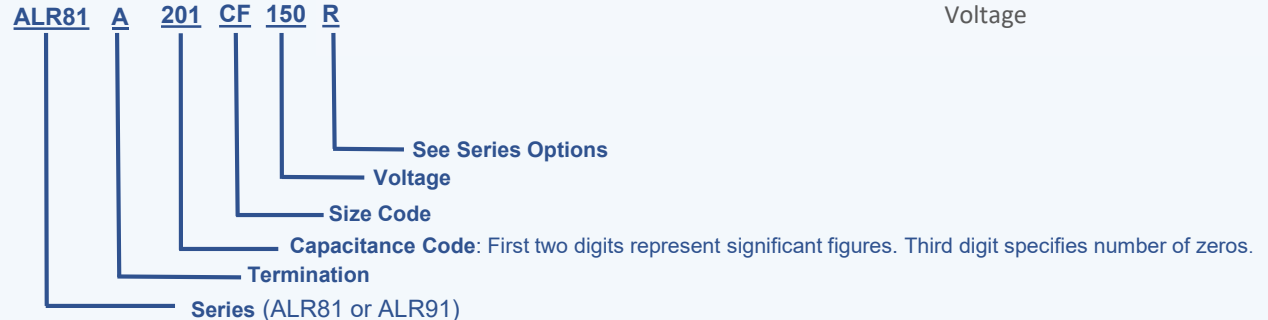 ALR81 A 201 CF 150 R
Voltage
See Series Options
Voltage
Size Code
Capacitance Code: First two digits represent significant figures. Third digit specifies number of zeros.
Termination
Series (ALR81 or ALR91)